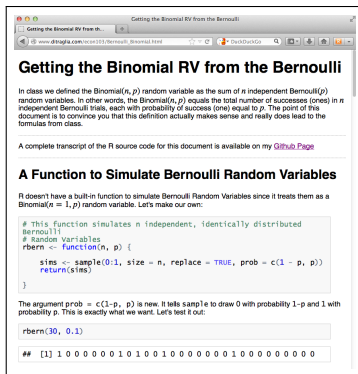 Getting the Binomial RV from the Bernoulli
Getting the Binomial RV from th...
www.ditraglia.com/econ103/Bernoulli_Binomial.html
DuckDuckGo
Getting the Binomial RV from the Bernoulli
In class we defined the Binomial(n, p) random variable as the sum of n independent Bernoulli(p)
random variables. In other words, the Binomial(n, p) equals the total number of successes (ones) in n
independent Bernoulli trials, each with probability of success (one) equal to p. The point of this
document is to convince you that this definition actually makes sense and really does lead to the
formulas from class.
A complete transcript of the R source code for this document is available on my Github Page
A Function to Simulate Bernoulli Random Variables
R doesn't have a built-in function to simulate Bernoulli Random Variables since it treats them as a
Binomial(n = 1, p) random variable. Let's make our own:
# This function simulates n independent, identically distributed
Bernoulli
# Random Variables
rbern <- function(n, p) {
sims <- sample(0:1, size = n, replace = TRUE, prob = c(1 - p, p))
return(sims)
}
The argument prob = c(1-p, p) is new. It tells sample to draw 0 with probability 1-p and 1 with
probability p. This is exactly what we want. Let's test it out:
rbern(30, 0.1)
## [1] 1 0 0 0 0 0 0 1 0 1 0 0 1 0 0 0 0 0 0 0 1 0 0 0 0 0 0 0 0 0